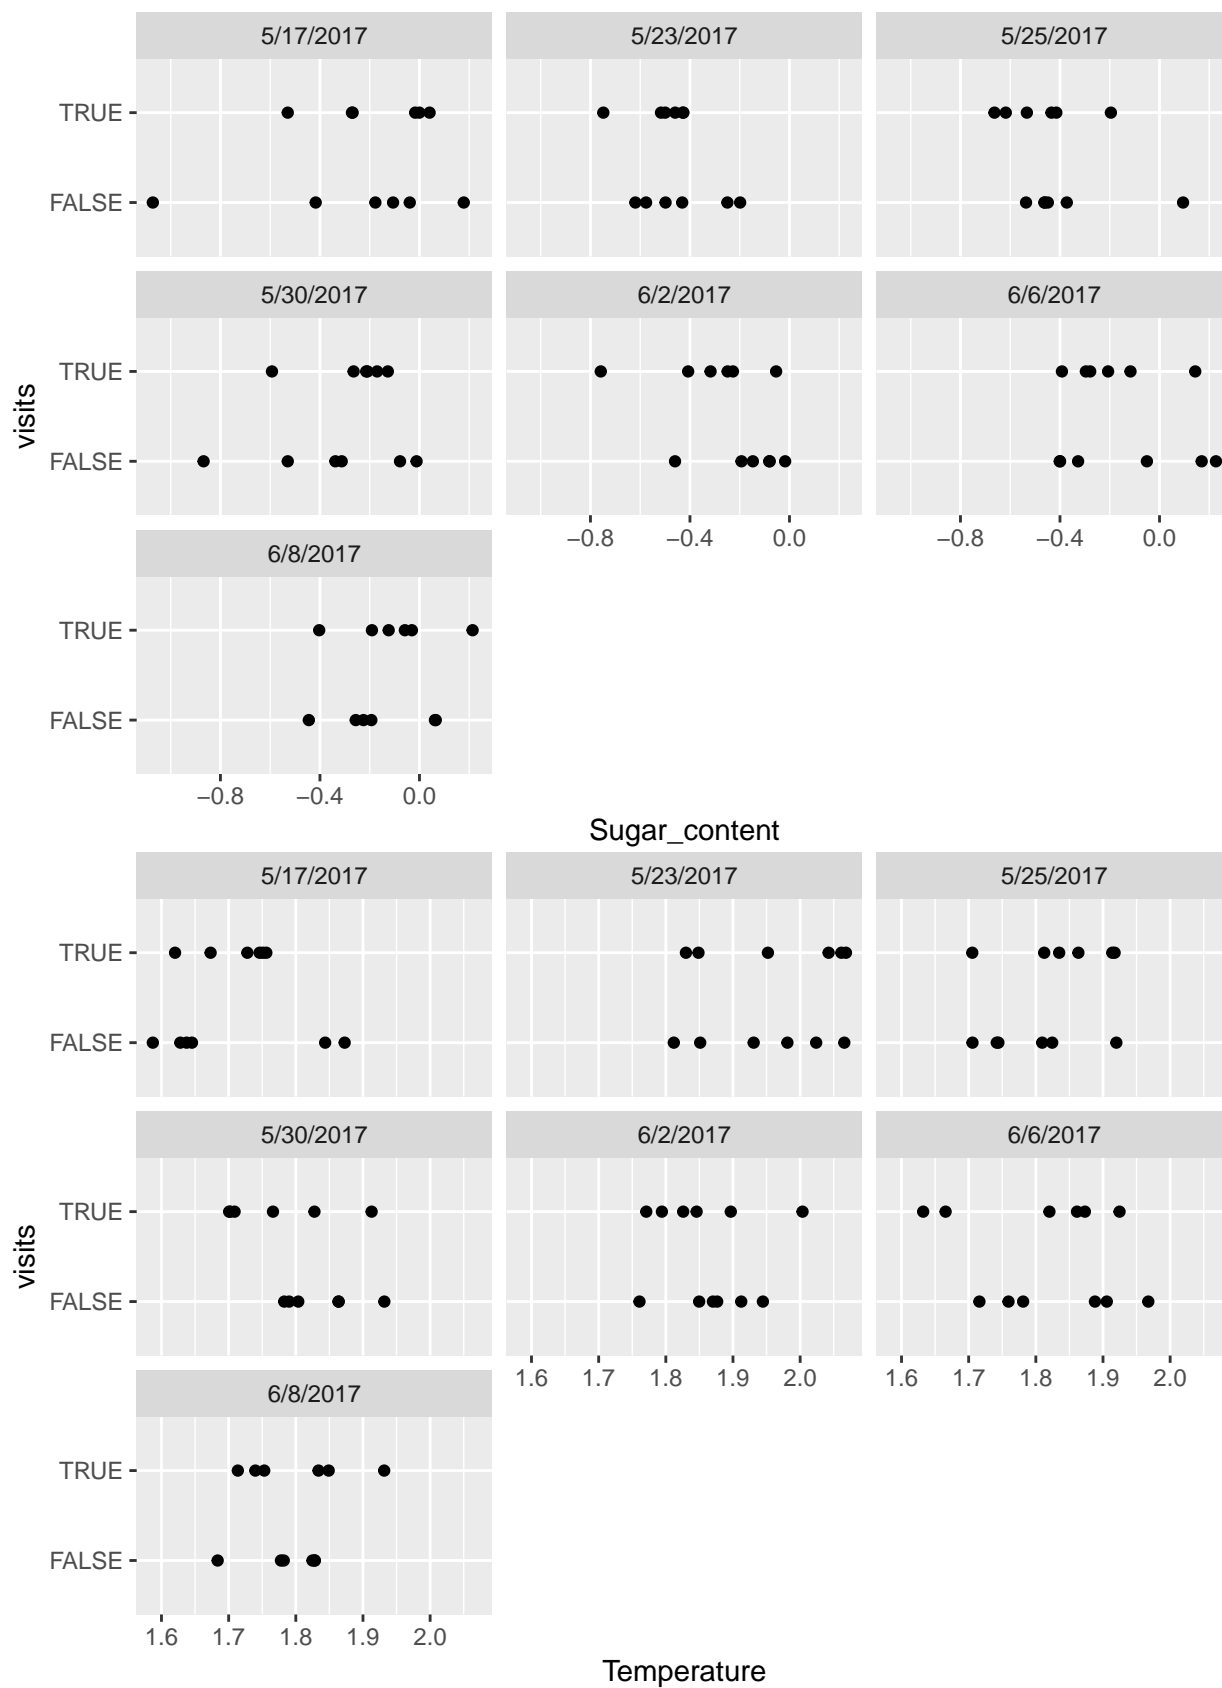 5/17/2017 5/23/2017 5/25/2017
TRUE
FALSE
5/30/2017 6/2/2017 6/6/2017
TRUE
visits
FALSE
−0.8 −0.4 0.0 −0.8 −0.4 0.0
6/8/2017
TRUE
FALSE
−0.8 −0.4 0.0
Sugar_content
5/17/2017 5/23/2017 5/25/2017
TRUE
FALSE
5/30/2017 6/2/2017 6/6/2017
TRUE
visits
FALSE
1.6 1.7 1.8 1.9 2.0 1.6 1.7 1.8 1.9 2.0
6/8/2017
TRUE
FALSE
1.6 1.7 1.8 1.9 2.0
Temperature